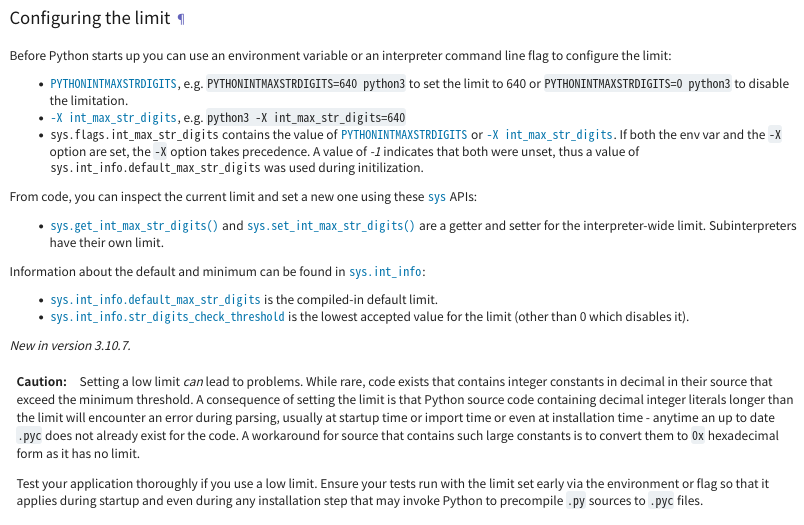 Configuring the limit ¶
Before Python starts up you can use an environment variable or an interpreter command line flag to configure the limit:
• PYTHONINTMAXSTRDIGITS, e.g. PYTHONINTMAXSTRDIGITS=640 python3 to set the limit to 640 or PYTHONINTMAXSTRDIGITS=0 python3 to disable
the limitation.
• -X int_max_str_digits, e.g. python3 -X int_max_str_digits=640
• sys.flags.int_max_str_digits contains the value of PYTHONINTMAXSTRDIGITS or -X int_max_str_digits. If both the env var and the -X
option are set, the -X option takes precedence. A value of -1 indicates that both were unset, thus a value of
sys.int_info.default_max_str_digits was used during initilization.
From code, you can inspect the current limit and set a new one using these sys APIs:
• sys.get_int_max_str_digits() and sys.set_int_max_str_digits() are a getter and setter for the interpreter-wide limit. Subinterpreters
have their own limit.
Information about the default and minimum can be found in sys.int_info:
• sys.int_info.default_max_str_digits is the compiled-in default limit.
• sys.int_info.str_digits_check_threshold is the lowest accepted value for the limit (other than 0 which disables it).
New in version 3.10.7.
Caution: Setting a low limit can lead to problems. While rare, code exists that contains integer constants in decimal in their source that
exceed the minimum threshold. A consequence of setting the limit is that Python source code containing decimal integer literals longer than
the limit will encounter an error during parsing, usually at startup time or import time or even at installation time - anytime an up to date
.pyc does not already exist for the code. A workaround for source that contains such large constants is to convert them to 0x hexadecimal
form as it has no limit.
Test your application thoroughly if you use a low limit. Ensure your tests run with the limit set early via the environment or flag so that it
applies during startup and even during any installation step that may invoke Python to precompile .py sources to .pyc files.